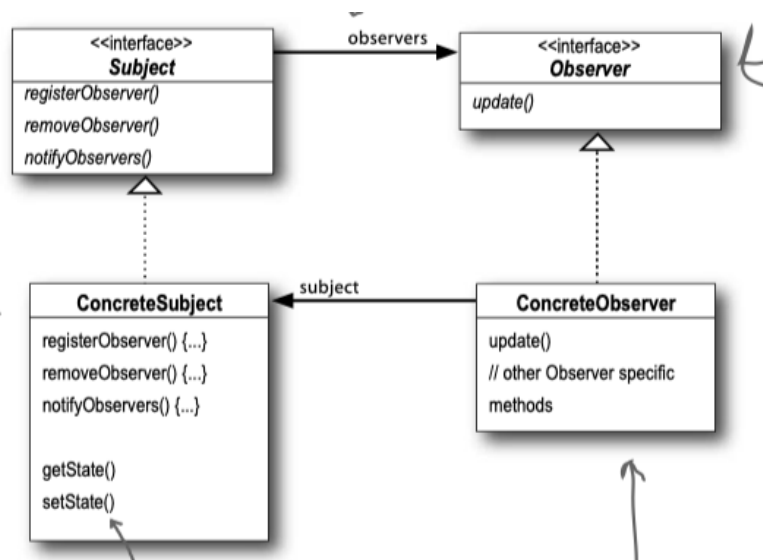 <<interface>>
Subject
registerObserver()
removeObserver()
notifyObservers()
observers
<<interface>>
Observer
update()
ConcreteSubject
registerObserver() {...}
removeObserver() {...}
notifyObservers() {...}
getState()
setState()
subject
ConcreteObserver
update()
// other Observer specific
methods